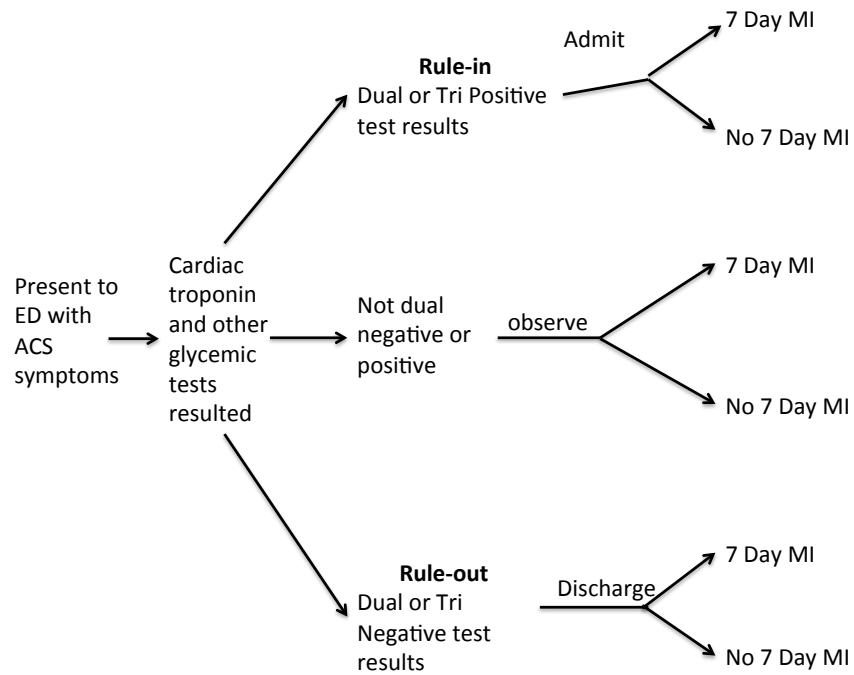 Present to
ED with
ACS
symptoms
Cardiac
troponin
and other
glycemic
tests
resulted
Rule-in
Dual or Tri Positive
test results
Admit
7 Day MI
No 7 Day MI
Not dual
negative or
positive
observe
7 Day MI
No 7 Day MI
Rule-out
Dual or Tri
Negative test
results
Discharge
7 Day MI
No 7 Day MI